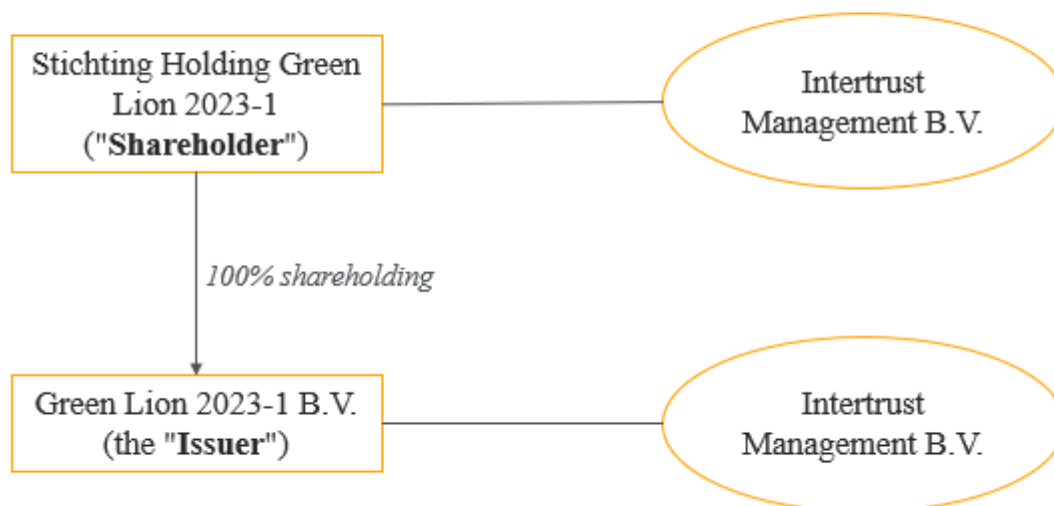 Stichting Holding Green
Lion 2023-1
("Shareholder")
Intertrust
Management B.V.
100% shareholding
Green Lion 2023-1 B.V.
(the "Issuer")
Intertrust
Management B.V.